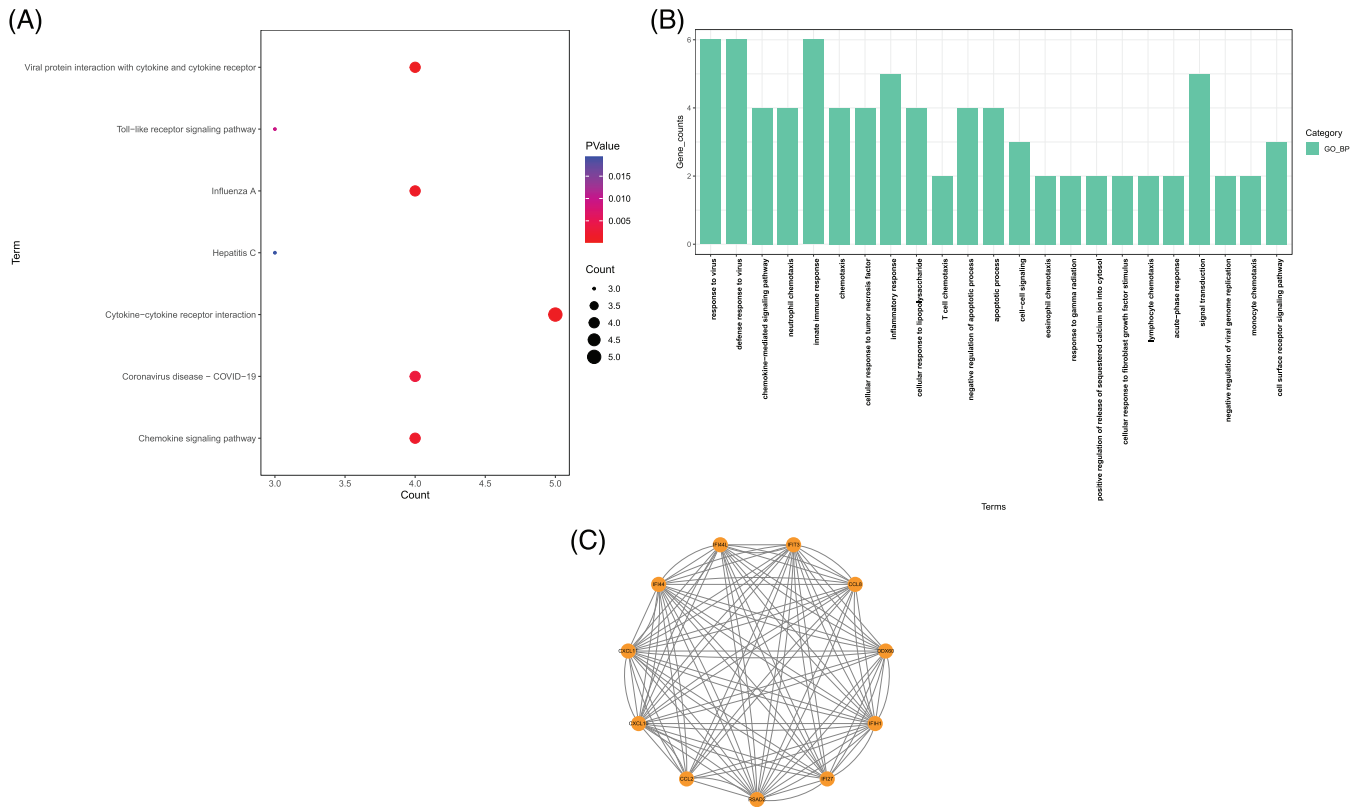 (A)
Viral protein interaction with cytokine and cytokine receptor
Toll−like receptor signaling pathway
Influenza A
Hepatitis C
Cytokine−cytokine receptor interaction
Coronavirus disease − COVID−19
Chemokine signaling pathway
Term
3.0
3.5
4.0
4.5
5.0
Count
PValue
0.015
0.010
0.005
Count
3.0
3.5
4.0
4.5
5.0
(B)
Gene_counts
6
4
2
0
response to virus
defense response to virus
chemokine−mediated signaling pathway
neutrophil chemotaxis
innate immune response
chemotaxis
cellular response to tumor necrosis factor
inflammatory response
cellular response to lipopolysaccharide
T cell chemotaxis
negative regulation of apoptotic process
apoptotic process
cell−cell signaling
eosinophil chemotaxis
response to gamma radiation
positive regulation of release of sequestered calcium ion into cytosol
cellular response to fibroblast growth factor stimulus
lymphocyte chemotaxis
acute−phase response
signal transduction
negative regulation of viral genome replication
monocyte chemotaxis
cell surface receptor signaling pathway
Terms
Category
GO_BP
(C)
IFI44L
IFIT3
IFI44
CCL8
CXCL11
DDX60
CXCL10
IFIH1
CCL2
IFI27
RSAD2